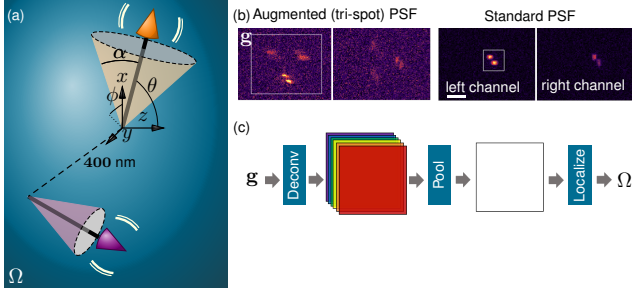 (a)
α
x
ϕ
θ
z
y
400 nm
Ω
(b) Augmented (tri-spot) PSF
Standard PSF
g
left channel
right channel
(c)
g
Deconv
Pool
Localize
Ω